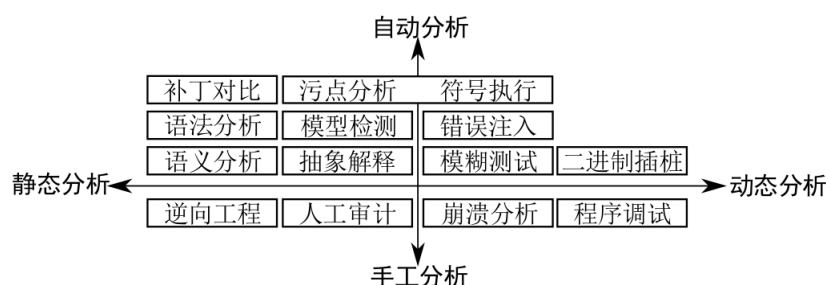 自动分析
补丁对比 污点分析 符号执行
语法分析 模型检测 错误注入
语义分析 抽象解释 模糊测试 二进制插桩
静态分析 动态分析
逆向工程 人工审计 崩溃分析 程序调试
手工分析